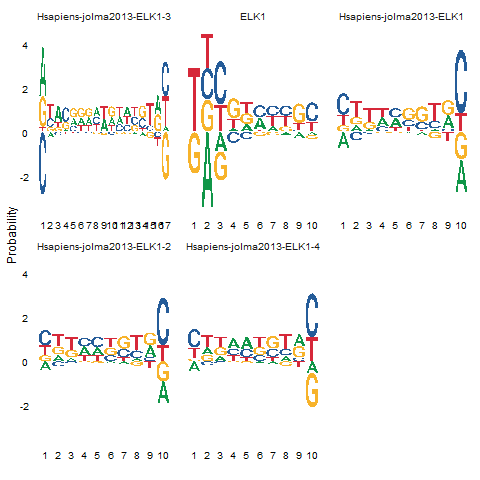 Hsapiens-jolma2013-ELK1-3
ELK1
Hsapiens-jolma2013-ELK1
4
2
0
-2
1 2 3 4 5 6 7 8 9 10 11 12 13 14 15 16 17
1 2 3 4 5 6 7 8 9 10
1 2 3 4 5 6 7 8 9 10
Probability
Hsapiens-jolma2013-ELK1-2
Hsapiens-jolma2013-ELK1-4
4
2
0
-2
1 2 3 4 5 6 7 8 9 10
1 2 3 4 5 6 7 8 9 10